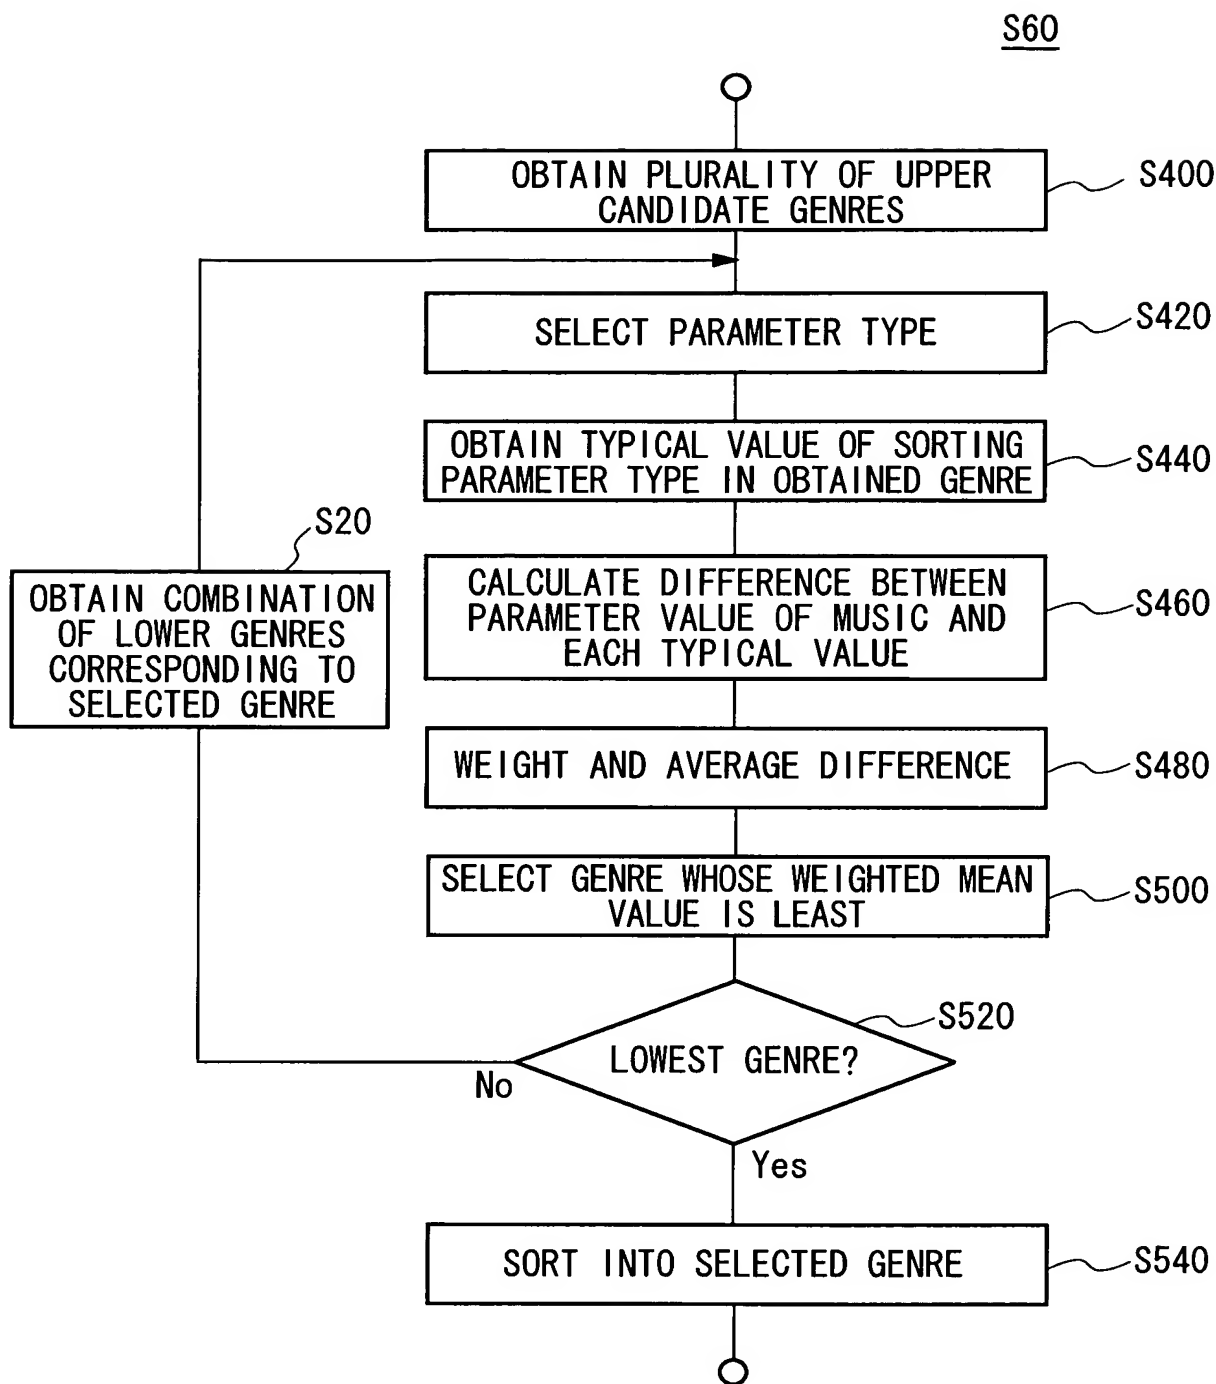 S60
OBTAIN PLURALITY OF UPPER
CANDIDATE GENRES
S400
SELECT PARAMETER TYPE
S420
OBTAIN TYPICAL VALUE OF SORTING
PARAMETER TYPE IN OBTAINED GENRE
S440
S20
OBTAIN COMBINATION
OF LOWER GENRES
CORRESPONDING TO
SELECTED GENRE
CALCULATE DIFFERENCE BETWEEN
PARAMETER VALUE OF MUSIC AND
EACH TYPICAL VALUE
S460
WEIGHT AND AVERAGE DIFFERENCE
S480
SELECT GENRE WHOSE WEIGHTED MEAN
VALUE IS LEAST
S500
S520
LOWEST GENRE?
No
Yes
SORT INTO SELECTED GENRE
S540